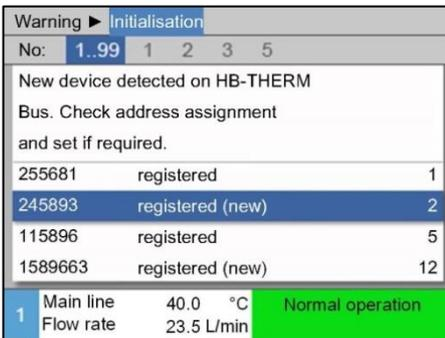 Warning ► Initialisation
No: 1..99 1 2 3 5
New device detected on HB-THERM
Bus. Check address assignment
and set if required.
255681 registered 1
245893 registered (new) 2
115896 registered 5
1589663 registered (new) 12
1 Main line 40.0 °C Normal operation
Flow rate 23.5 L/min